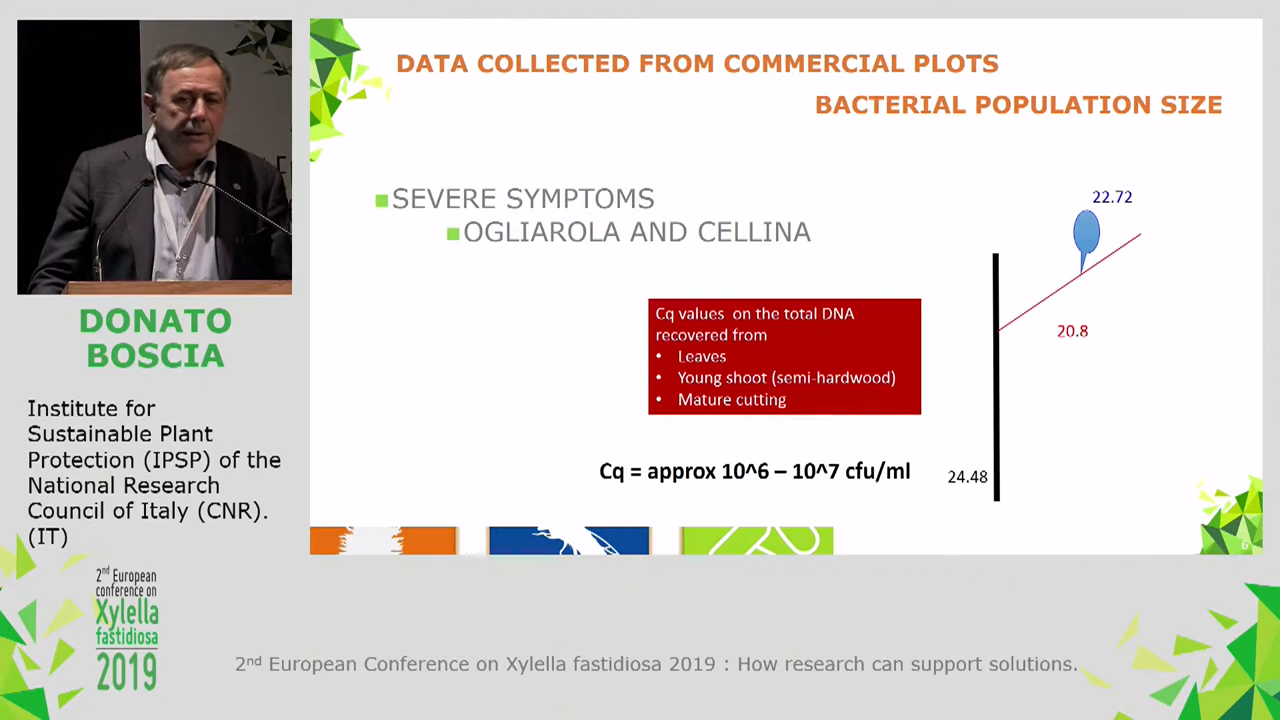 DATA COLLECTED FROM COMMERCIAL PLOTS
BACTERIAL POPULATION SIZE
■SEVERE SYMPTOMS
■OGLIAROLA AND CELLINA
22.72
20.8
24.48
Cq values on the total DNA
recovered from
• Leaves
• Young shoot (semi-hardwood)
• Mature cutting
Cq = approx 10^6 – 10^7 cfu/ml
6
DONATO
BOSCIA
Institute for
Sustainable Plant
Protection (IPSP) of the
National Research
Council of Italy (CNR).
(IT)
2nd European
conference on
Xylella
fastidiosa
2019
2nd European Conference on Xylella fastidiosa 2019 : How research can support solutions.